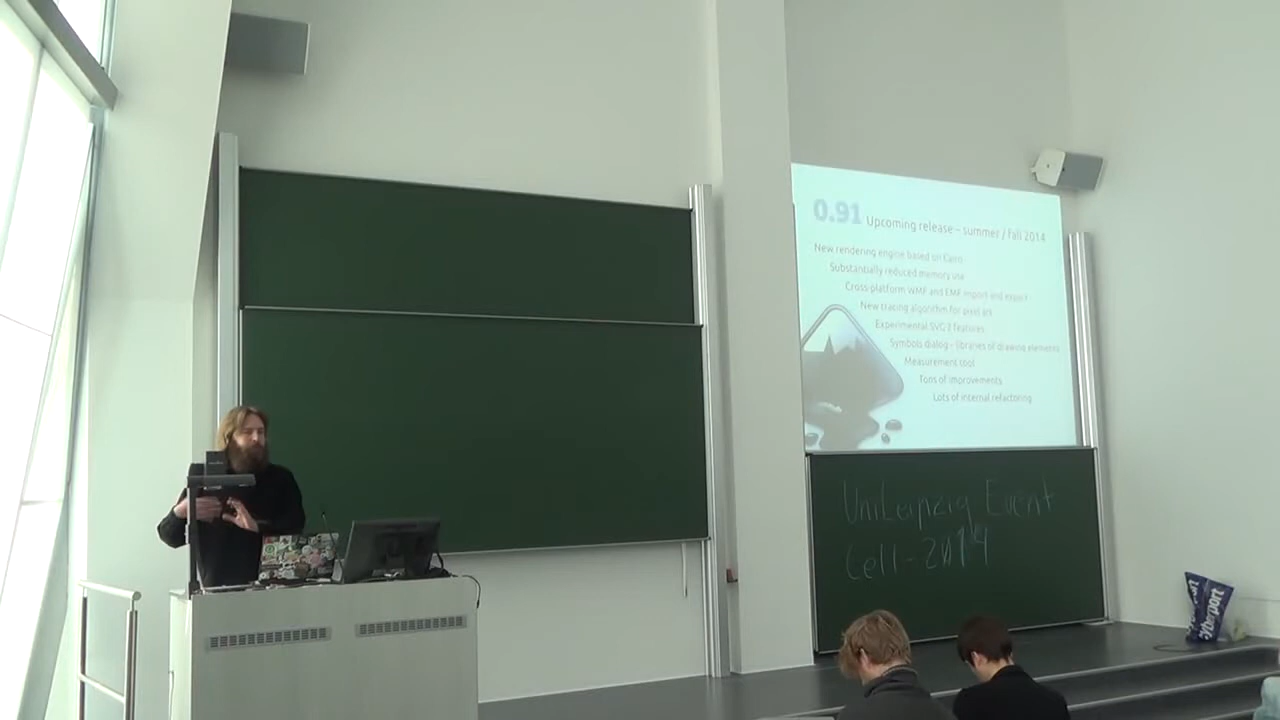 0.91 Upcoming release – summer / fall 2014
New rendering engine based on Cairo
Substantially reduced memory use
Cross-platform WMF and EMF import and export
New tracing algorithm for pixel art
Experimental SVG 2 features
Symbols dialog – libraries of drawing elements
Measurement tool
Tons of improvements
Lots of internal refactoring
UniLeipzig Event
Cell-2014
cyberport